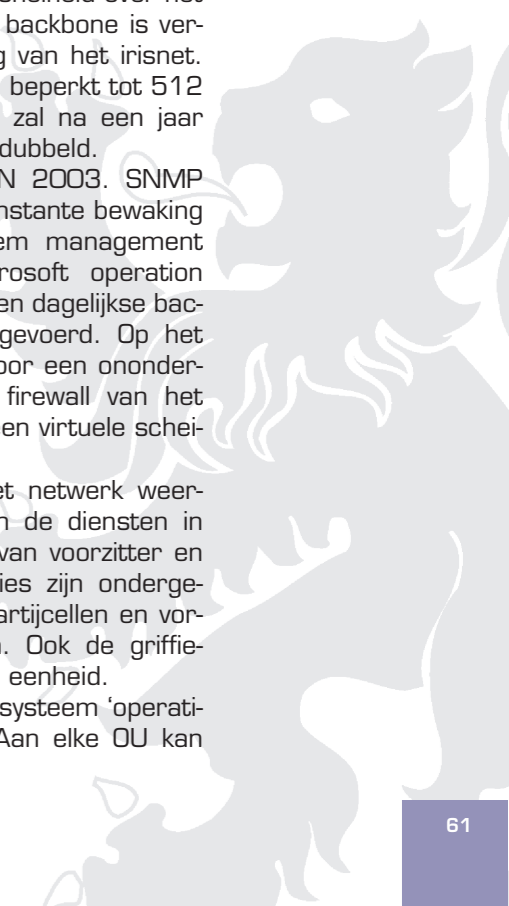 backbone is ver-
g van het irisnet.
beperkt tot 512
zal na een jaar
dubbeld.
N 2003. SNMP
nstante bewaking
em management
rosoft operation
en dagelijkse bac-
gevoerd. Op het
oor een ononder-
firewall van het
en virtuele schei-
et netwerk weer-
n de diensten in
van voorzitter en
ies zijn onderge-
artijcellen en vor-
. Ook de griffie-
eenheid.
systeem ‘operati-
Aan elke OU kan
61